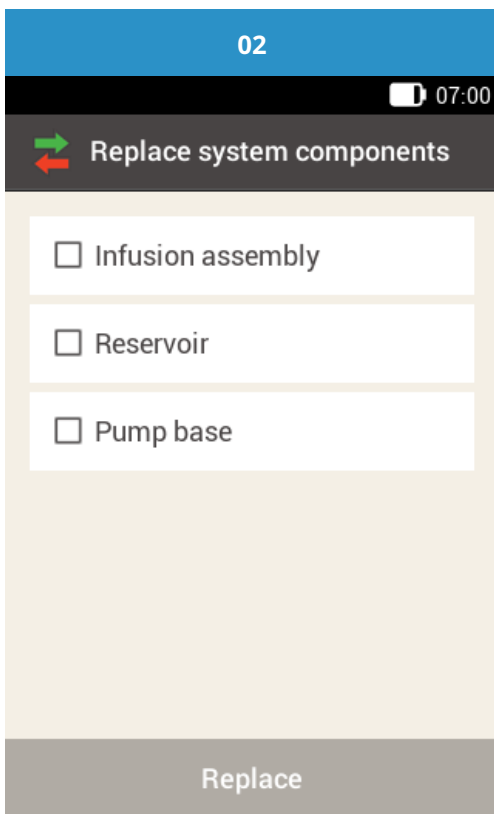 02
07:00
Replace system components
Infusion assembly
Reservoir
Pump base
Replace